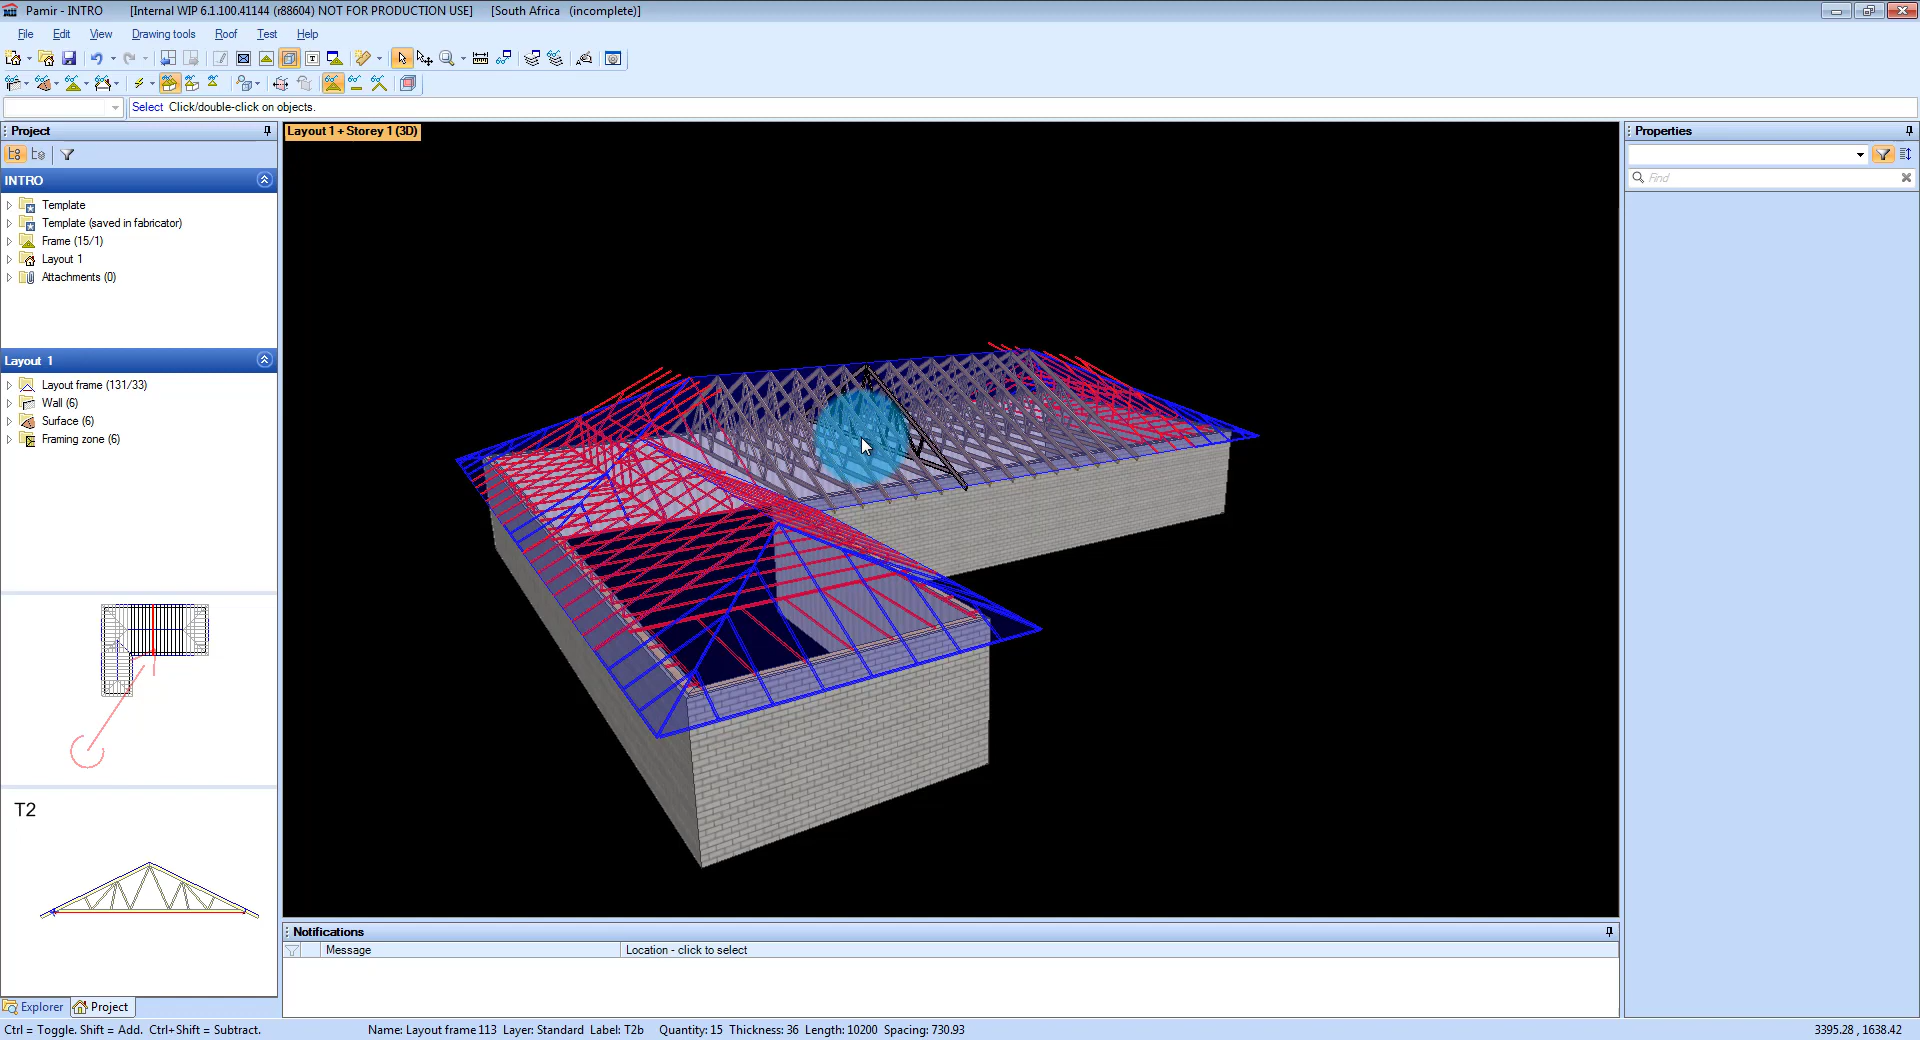 Pamir - INTRO [Internal WIP 6.1.100.41144 (r88604) NOT FOR PRODUCTION USE] [South Africa (incomplete)]
File Edit View Drawing tools Roof Test Help
Select Click/double-click on objects.
Project
Layout 1 + Storey 1 (3D)
Properties
Find
INTRO
Template
Template (saved in fabricator)
Frame (15/1)
Layout 1
Attachments (0)
Layout 1
Layout frame (131/33)
Wall (6)
Surface (6)
Framing zone (6)
T2
Notifications
Message Location - click to select
Explorer Project
Ctrl = Toggle. Shift = Add. Ctrl+Shift = Subtract. Name: Layout frame 113 Layer: Standard Label: T2b Quantity: 15 Thickness: 36 Length: 10200 Spacing: 730.93 3395.28 , 1638.42